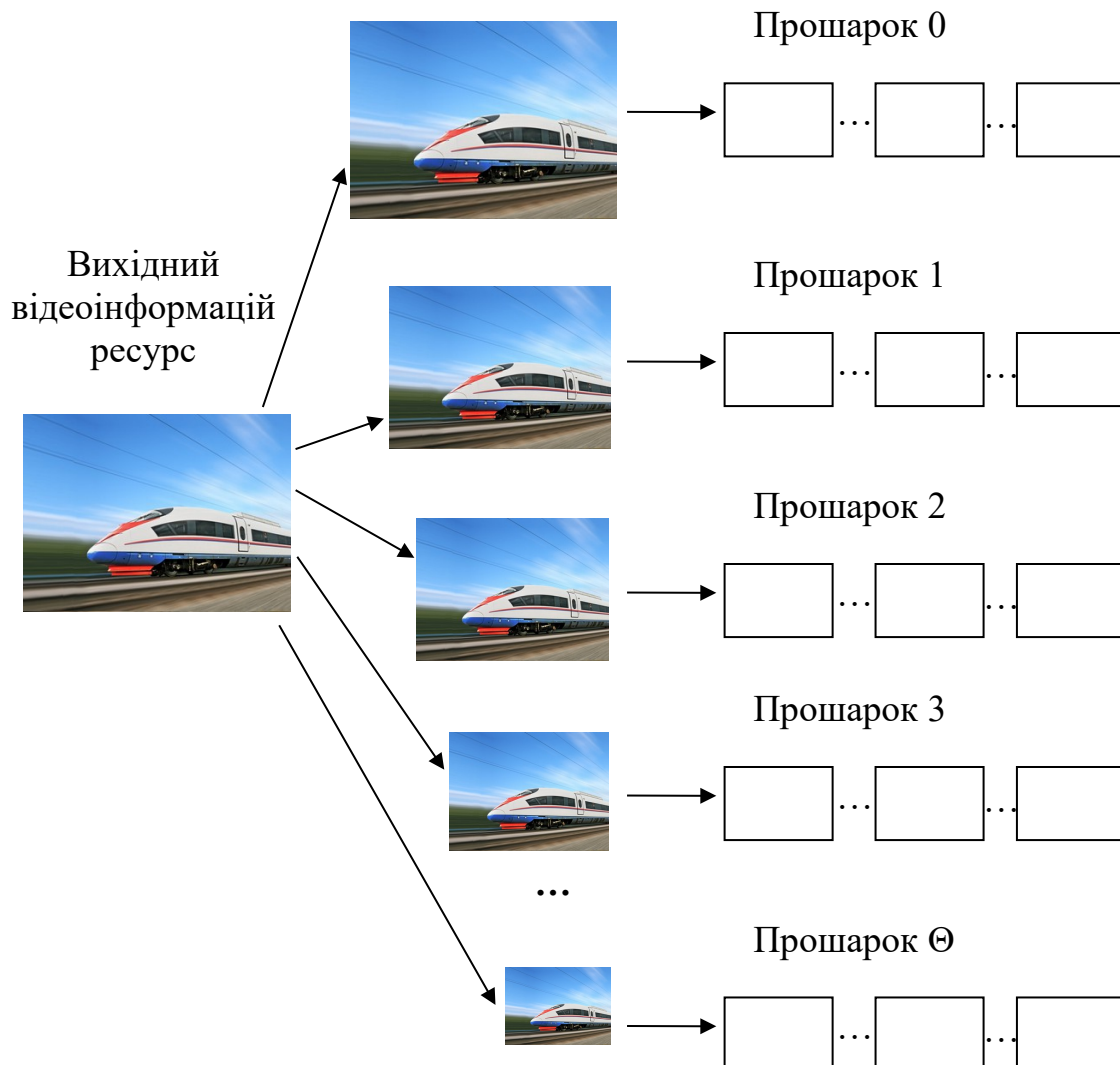 Прошарок 0
… …
Вихідний
відеоінформацій
ресурс
Прошарок 1
… …
Прошарок 2
… …
Прошарок 3
… …
...
Прошарок Θ
… …